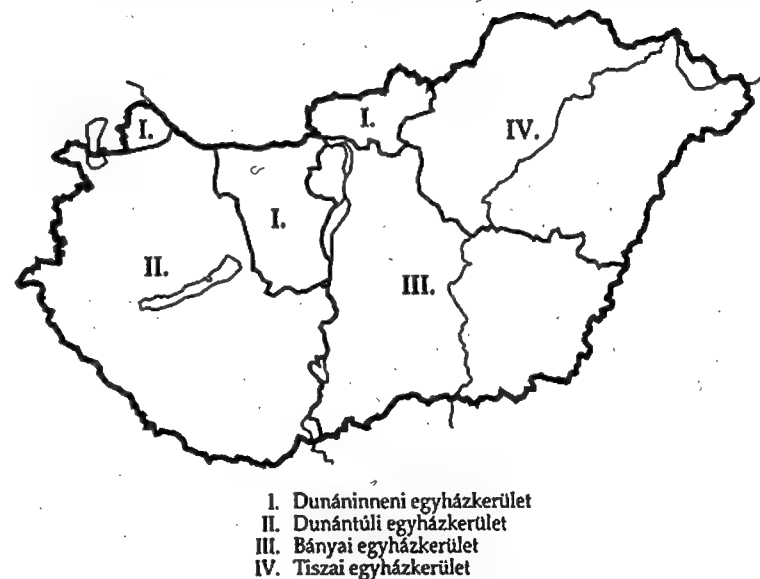 I.
I.
IV.
I.
II.
III.
I. Dunáninneni egyházkerület
II. Dunántúli egyházkerület
III. Bányai egyházkerület
IV. Tiszai egyházkerület